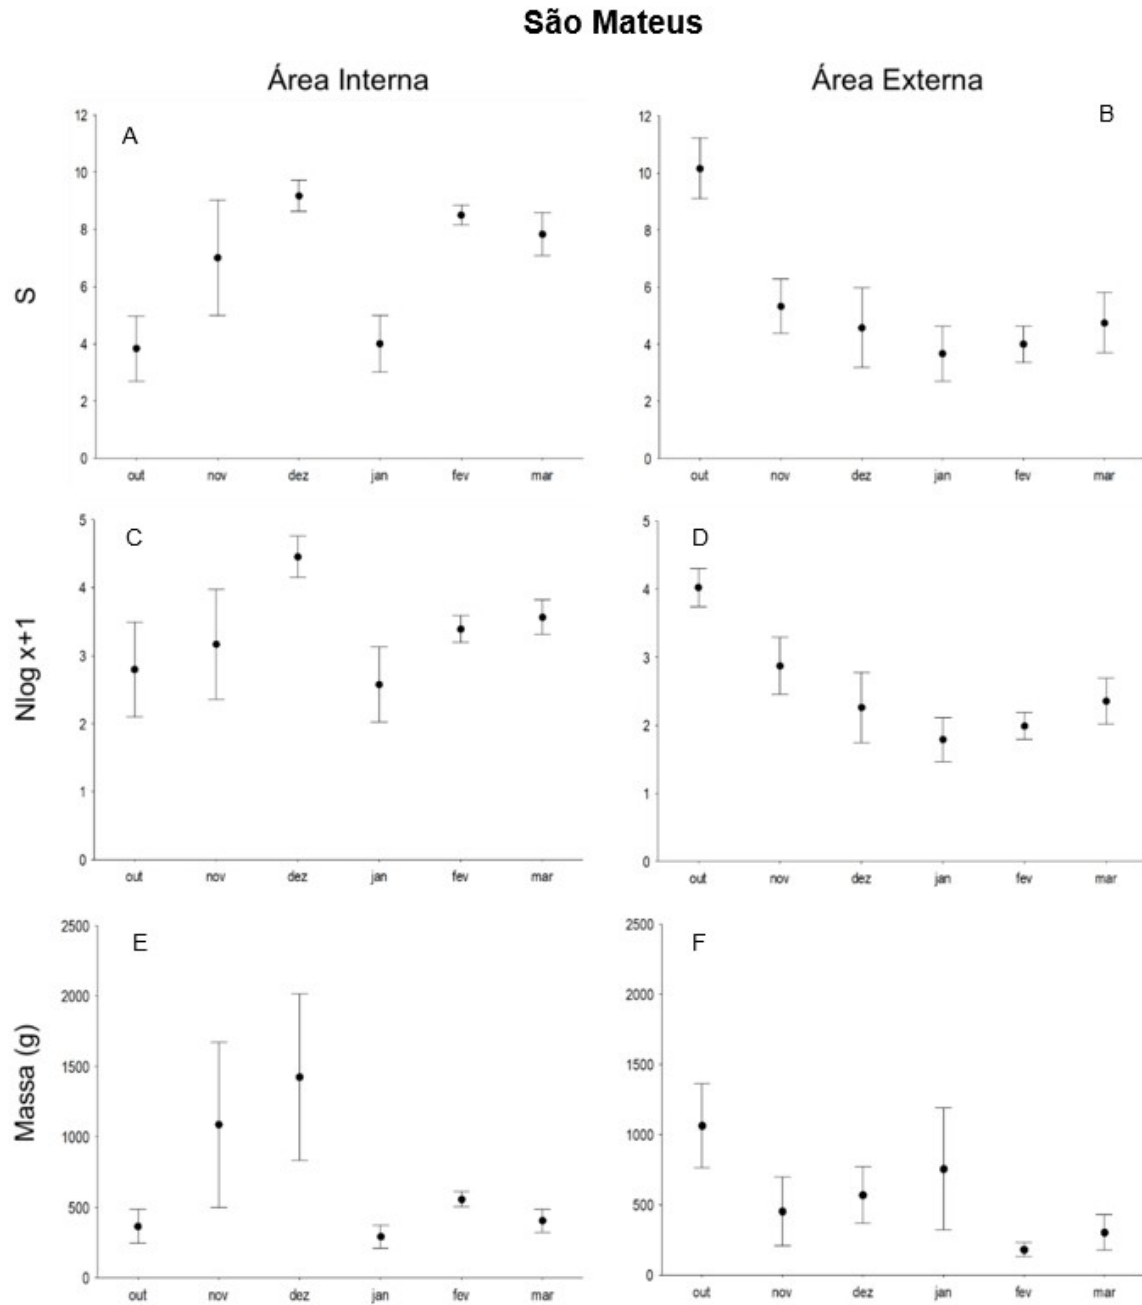 São Mateus
Área Interna
Área Externa
S
A
12
10
8
6
4
2
0
out nov dez jan fev mar
B
12
10
8
6
4
2
0
out nov dez jan fev mar
Nlog x+1
C
5
4
3
2
1
0
out nov dez jan fev mar
D
5
4
3
2
1
0
out nov dez jan fev mar
Massa (g)
E
2500
2000
1500
1000
500
0
out nov dez jan fev mar
F
2500
2000
1500
1000
500
0
out nov dez jan fev mar